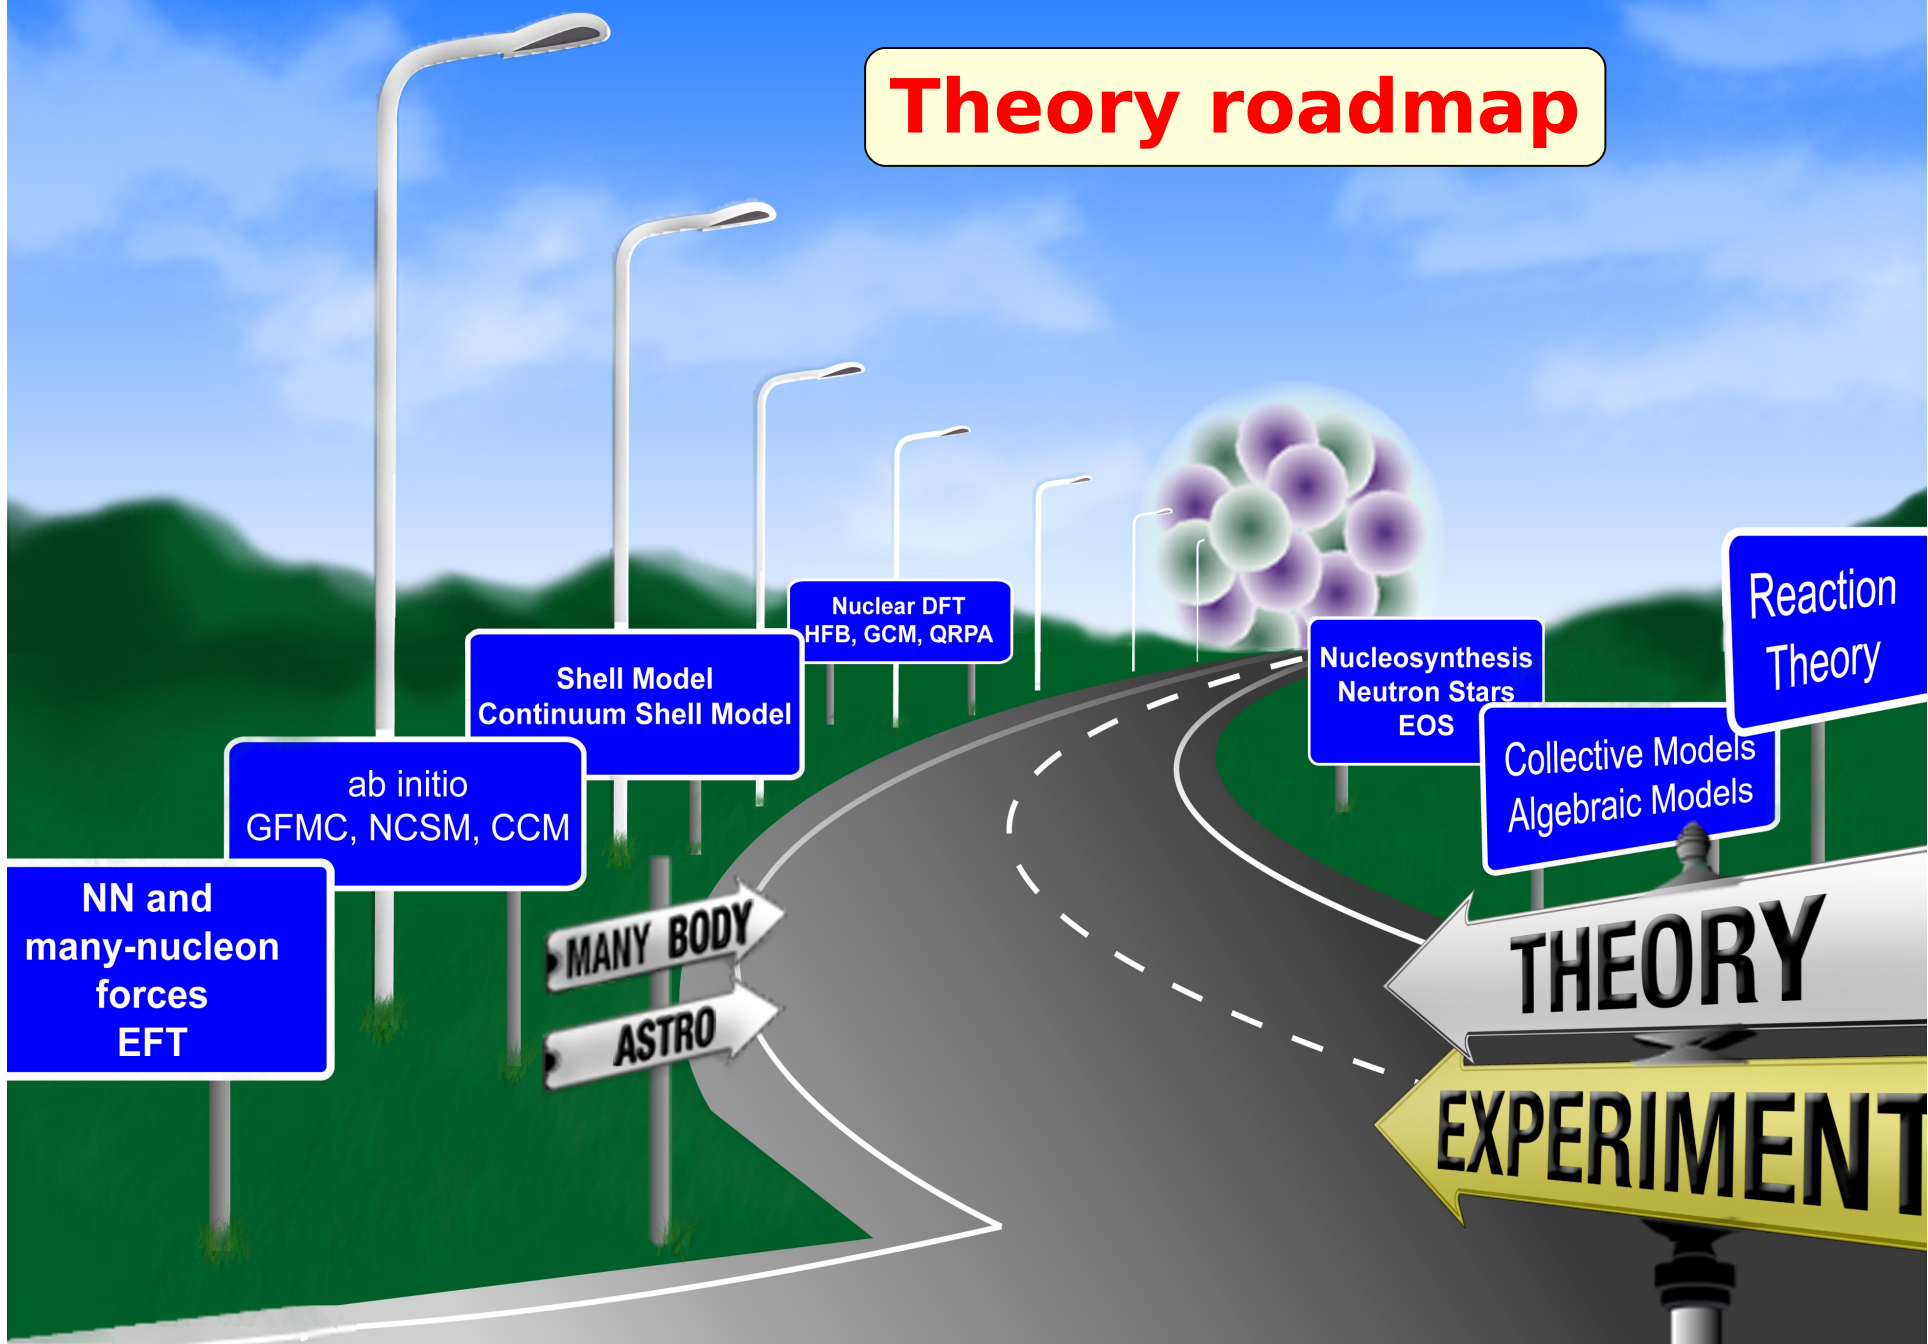 Theory roadmap
Nuclear DFT
HFB, GCM, QRPA
Shell Model
Continuum Shell Model
ab initio
GFMC, NCSM, CCM
NN and
many-nucleon
forces
EFT
MANY BODY
ASTRO
Reaction
Theory
Nucleosynthesis
Neutron Stars
EOS
Collective Models
Algebraic Models
THEORY
EXPERIMENT